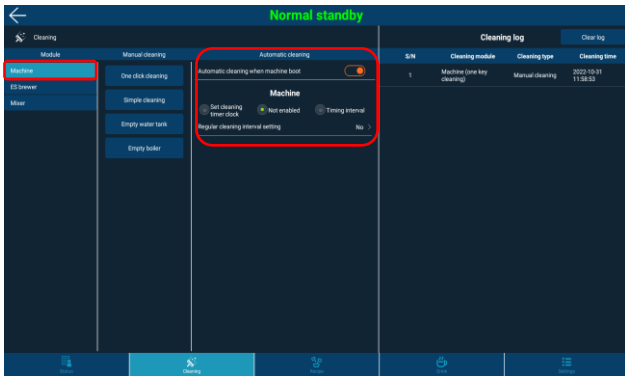 Normal standby
Cleaning
Cleaning log
Clear log
Module
Manual cleaning
Automatic cleaning
S/N
Cleaning module
Cleaning type
Cleaning time
Machine
ES brewer
Mixer
One click cleaning
Simple cleaning
Empty water tank
Empty boiler
Automatic cleaning when machine boot
Machine
Set cleaning
timer clock
Not enabled
Timing interval
Regular cleaning interval setting
No >
1
Machine (one key
cleaning)
Manual cleaning
2022-10-31
11:58:53
Cleaning
Settings